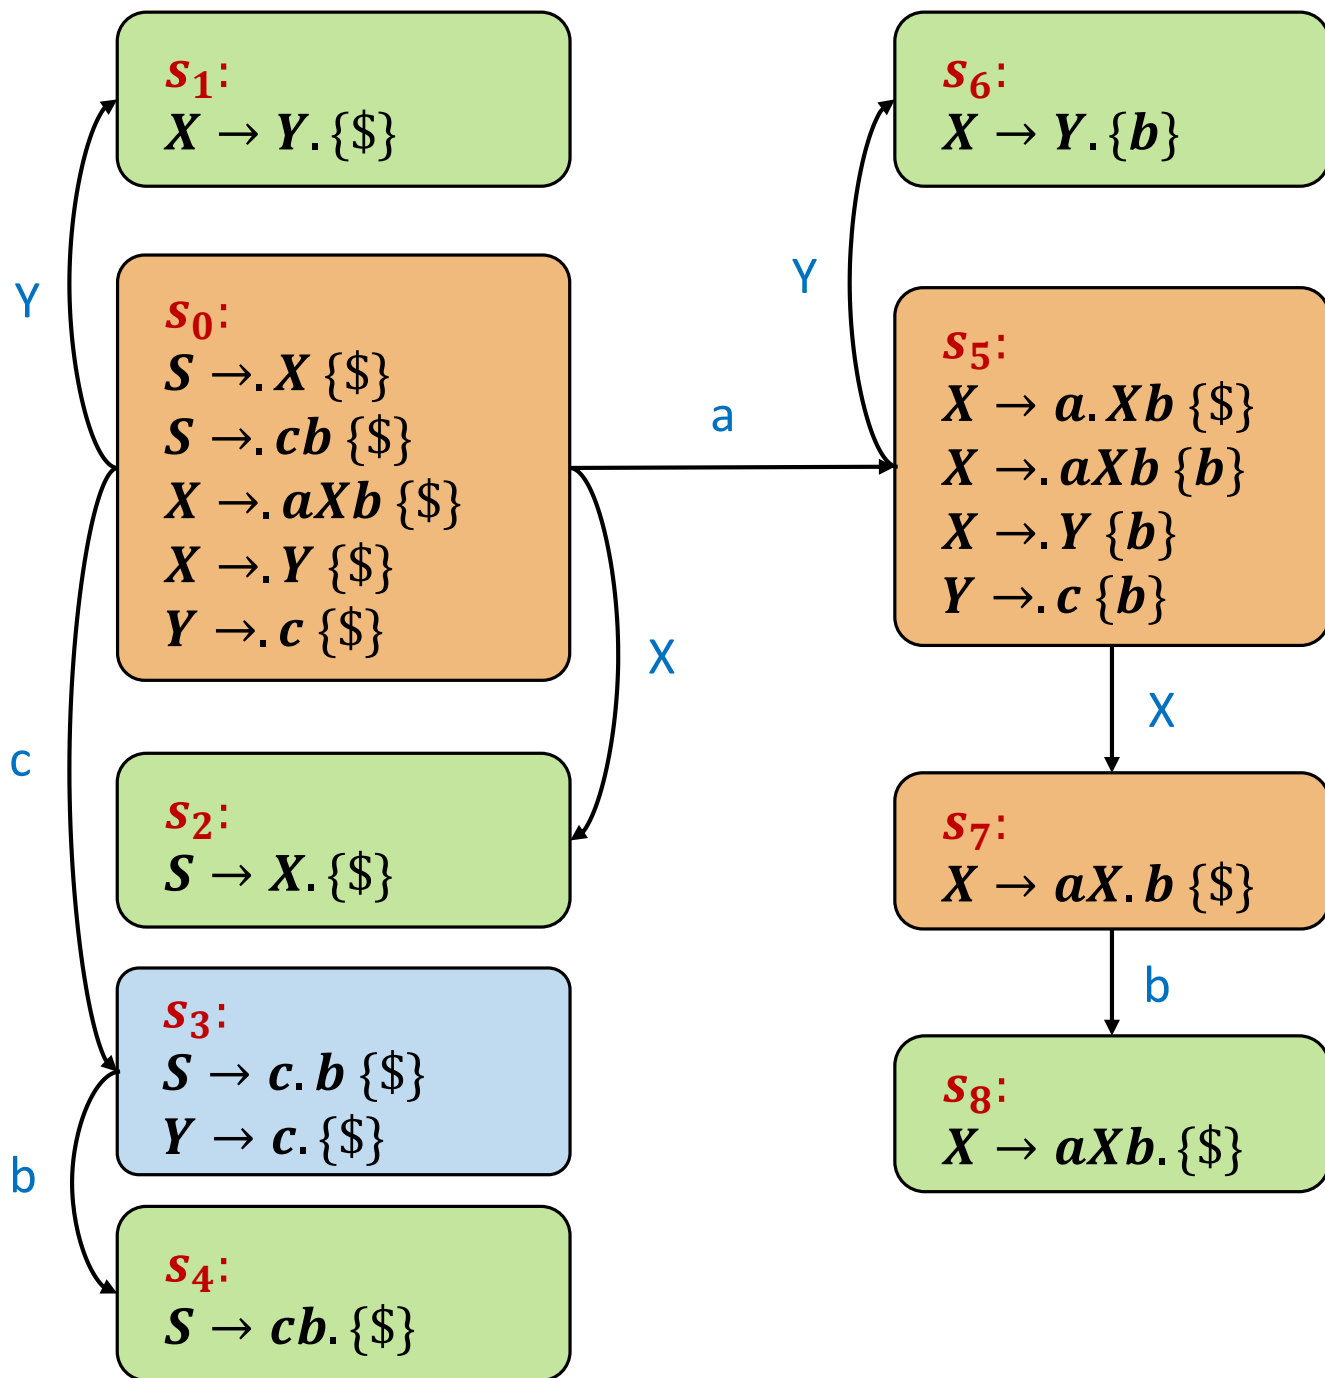 s₁:
X → Y. {$}
Y
s₀:
S →. X {$}
S →. cb {$}
X →. aXb {$}
X →. Y {$}
Y →. c {$}
a
X
c
s₂:
S → X. {$}
s₃:
S → c. b {$}
Y → c. {$}
b
s₄:
S → cb. {$}
s₆:
X → Y. {b}
Y
s₅:
X → a. Xb {$}
X →. aXb {b}
X →. Y {b}
Y →. c {b}
X
s₇:
X → aX. b {$}
b
s₈:
X → aXb. {$}